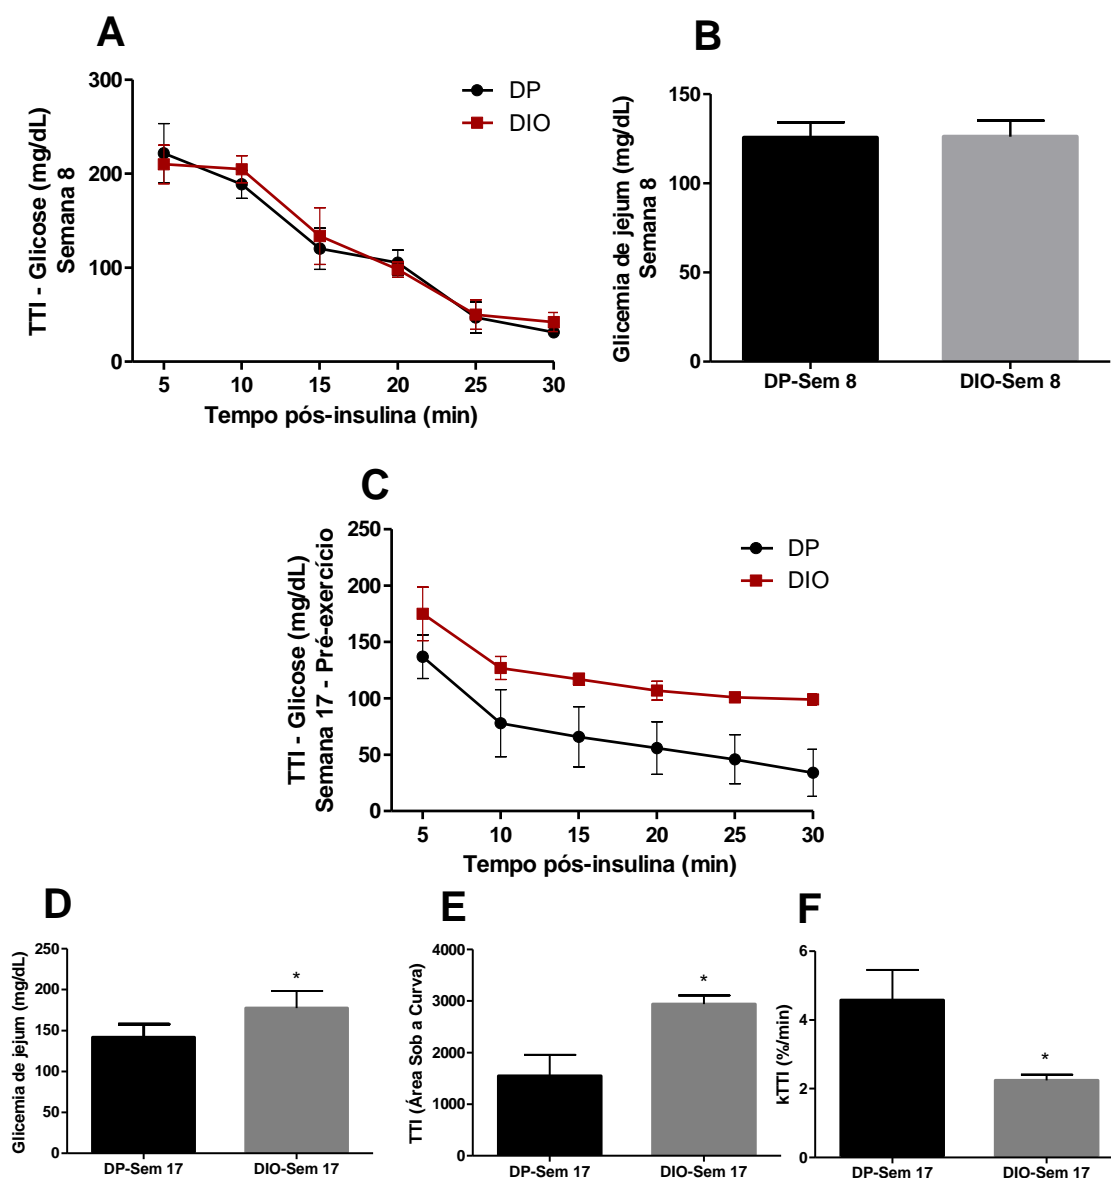 A
TTI - Glicose (mg/dL)
Semana 8
300
200
100
0
DP
DIO
5 10 15 20 25 30
Tempo pós-insulina (min)
B
Glicemia de jejum (mg/dL)
Semana 8
150
100
50
0
DP-Sem 8 DIO-Sem 8
C
TTI - Glicose (mg/dL)
Semana 17 - Pré-exercício
250
200
150
100
50
0
DP
DIO
5 10 15 20 25 30
Tempo pós-insulina (min)
D
Glicemia de jejum (mg/dL)
250
200
150
100
50
0
*
DP-Sem 17 DIO-Sem 17
E
TTI (Área Sob a Curva)
4000
3000
2000
1000
0
*
DP-Sem 17 DIO-Sem 17
F
kTTI (%/min)
6
4
2
0
*
DP-Sem 17 DIO-Sem 17